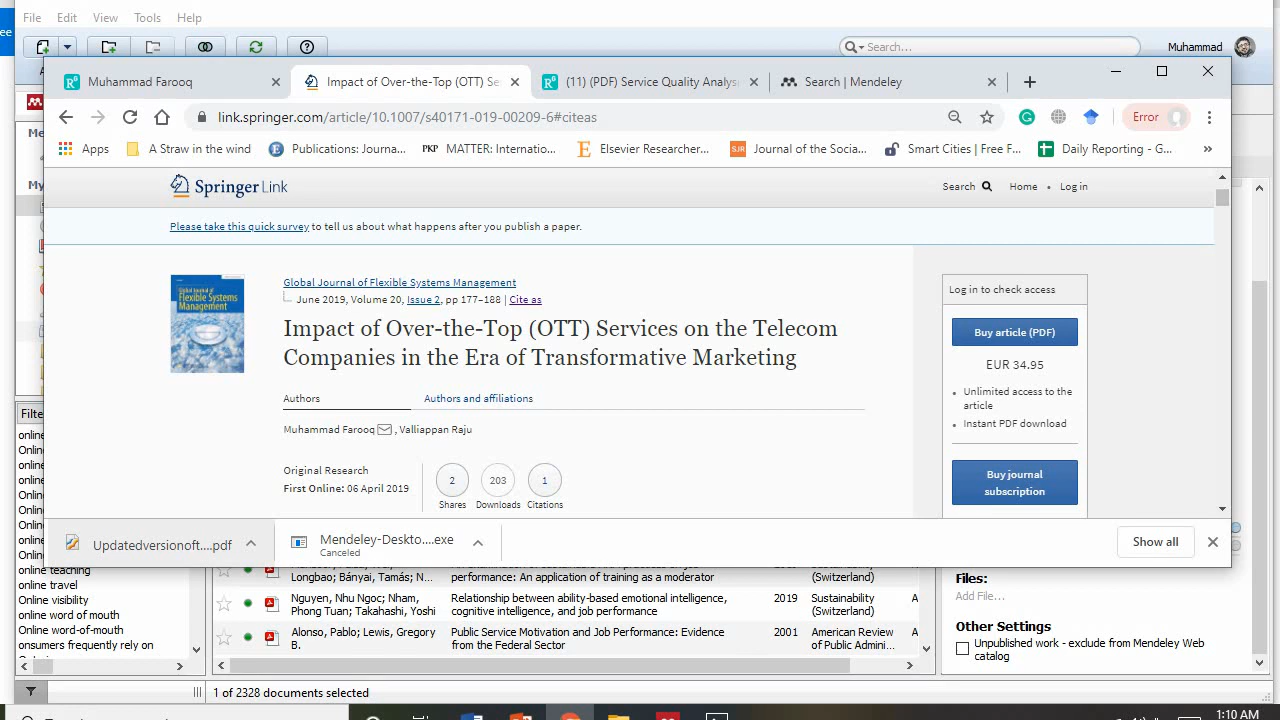 File Edit View Tools Help
Search...
Muhammad
Muhammad Farooq
Impact of Over-the-Top (OTT) Se
(11) (PDF) Service Quality Analy
Search | Mendeley
link.springer.com/article/10.1007/s40171-019-00209-6#citeas
Error
Apps
A Straw in the wind
Publications: Journa...
PKP MATTER: Internatio...
Elsevier Researcher...
SJR Journal of the Socia...
Smart Cities | Free F...
Daily Reporting - G...
Springer Link
Search Home • Log in
Please take this quick survey to tell us about what happens after you publish a paper.
Global Journal of Flexible Systems Management
June 2019, Volume 20, Issue 2, pp 177–188 | Cite as
Impact of Over-the-Top (OTT) Services on the Telecom
Companies in the Era of Transformative Marketing
Authors Authors and affiliations
Muhammad Farooq , Valliappan Raju
Original Research
First Online: 06 April 2019
2
Shares
203
Downloads
1
Citations
Log in to check access
Buy article (PDF)
EUR 34.95
• Unlimited access to the
article
• Instant PDF download
Buy journal
subscription
Global Journal of
Flexible Systems
Management
Updatedversionoft....pdf
Mendeley-Deskto....exe
Canceled
Show all
Filte
online teaching
online travel
Online visibility
online word of mouth
Online word-of-mouth
onsumers frequently rely on
Longbao; Bányai, Tamás; N...
performance: An application of training as a moderator
(Switzerland)
Nguyen, Nhu Ngoc; Nham,
Phong Tuan; Takahashi, Yoshi
Relationship between ability-based emotional intelligence,
cognitive intelligence, and job performance
2019
Sustainability
(Switzerland)
Alonso, Pablo; Lewis, Gregory
B.
Public Service Motivation and Job Performance: Evidence
from the Federal Sector
2001
American Review
of Public Admini...
Files:
Add File...
Other Settings
Unpublished work - exclude from Mendeley Web
catalog
1 of 2328 documents selected
1:10 AM